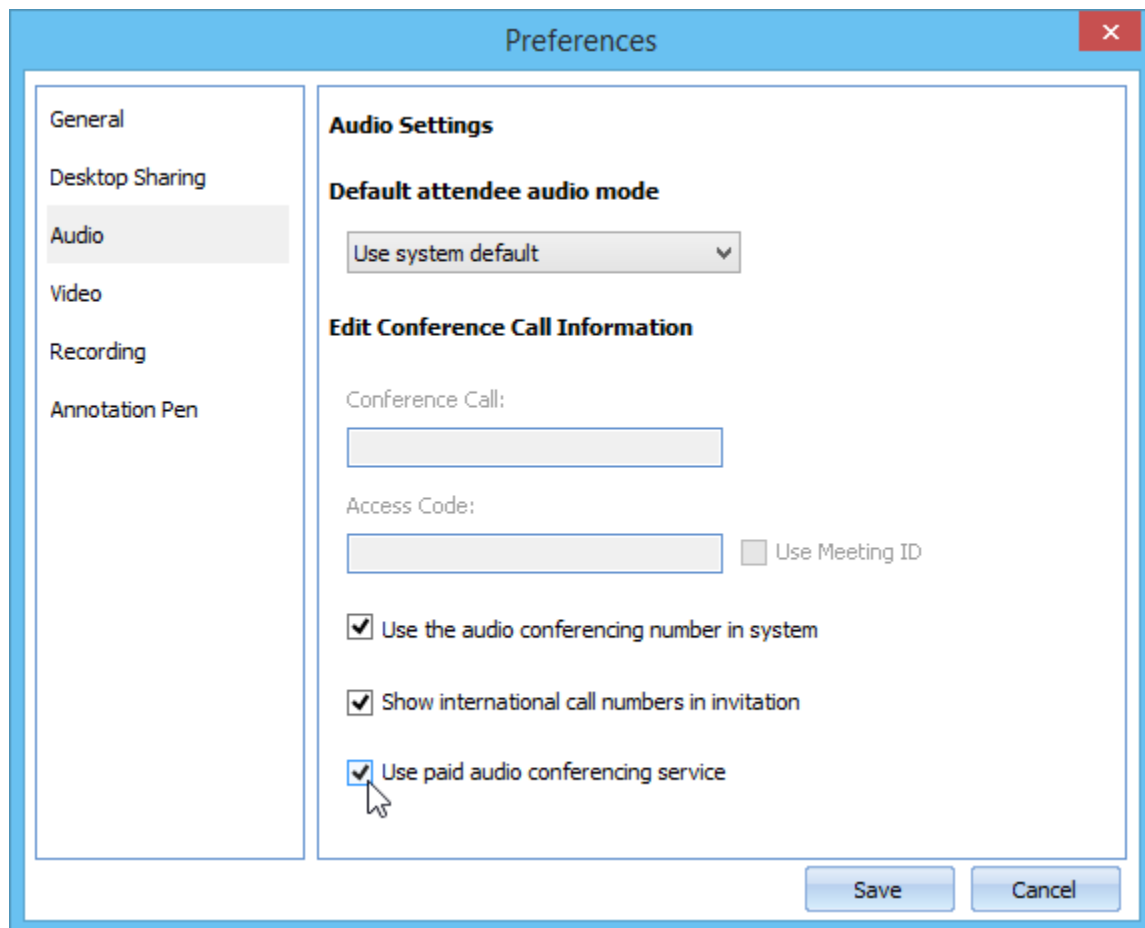 Preferences
General
Desktop Sharing
Audio
Video
Recording
Annotation Pen
Audio Settings
Default attendee audio mode
Use system default
Edit Conference Call Information
Conference Call:
Access Code:
Use Meeting ID
Use the audio conferencing number in system
Show international call numbers in invitation
Use paid audio conferencing service
Save
Cancel